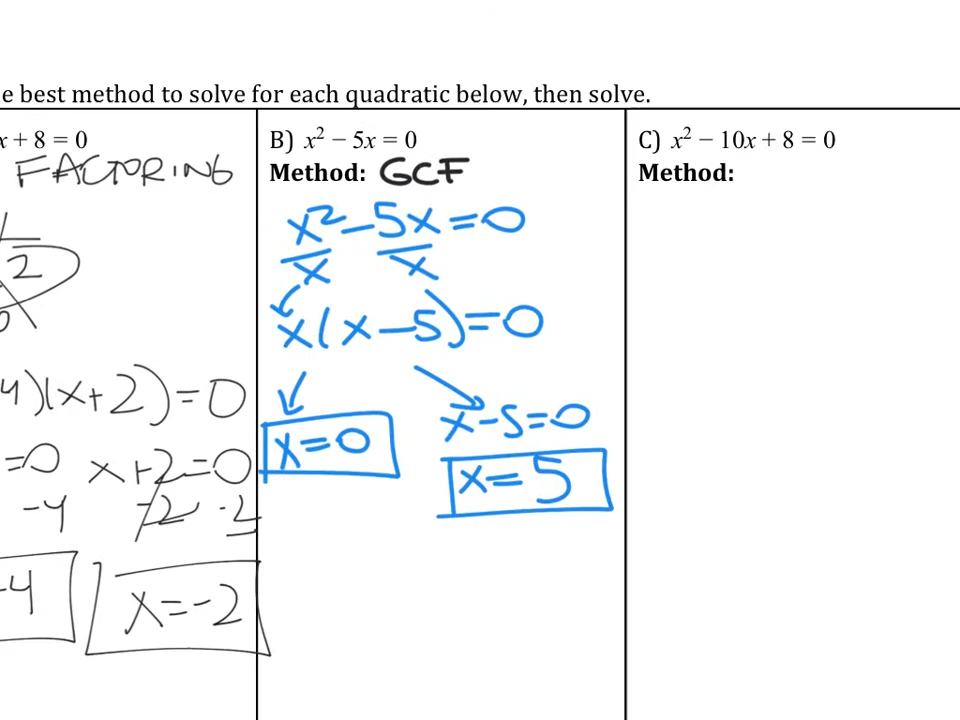 e best method to solve for each quadratic below, then solve.
x + 8 = 0
FACTORING
2
4)(x+2)=0
=0 x+2=0
-4 -2 -2
-4
x=-2
B) x² − 5x = 0
Method: GCF
x²-5x=0
x x
x(x-5)=0
x=0
x-5=0
x=5
C) x² − 10x + 8 = 0
Method: